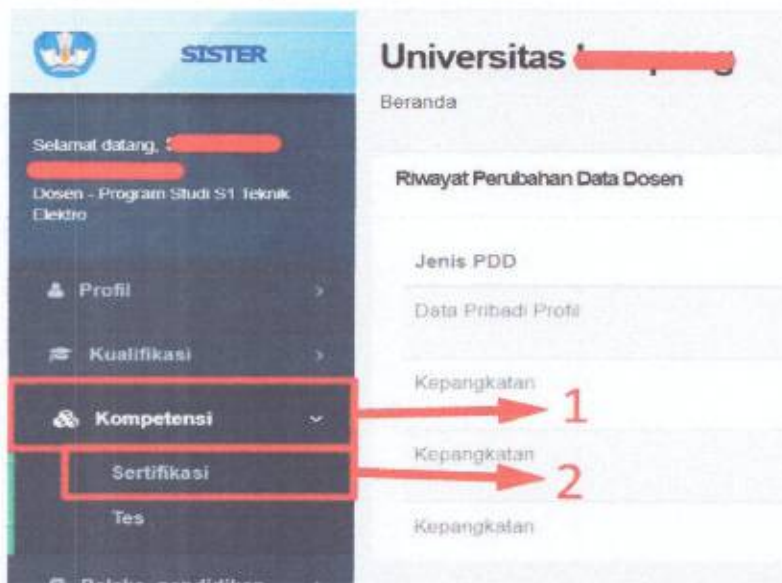 SISTER
Universitas
Beranda
Selamat datang,
Dosen - Program Studi S1 Teknik
Elektro
Riwayat Perubahan Data Dosen
Jenis PDD
Profil
Data Pribadi Profil
Kualifikasi
Kepangkatan
1
Kompetensi
Kepangkatan
2
Sertifikasi
Tes
Kepangkatan